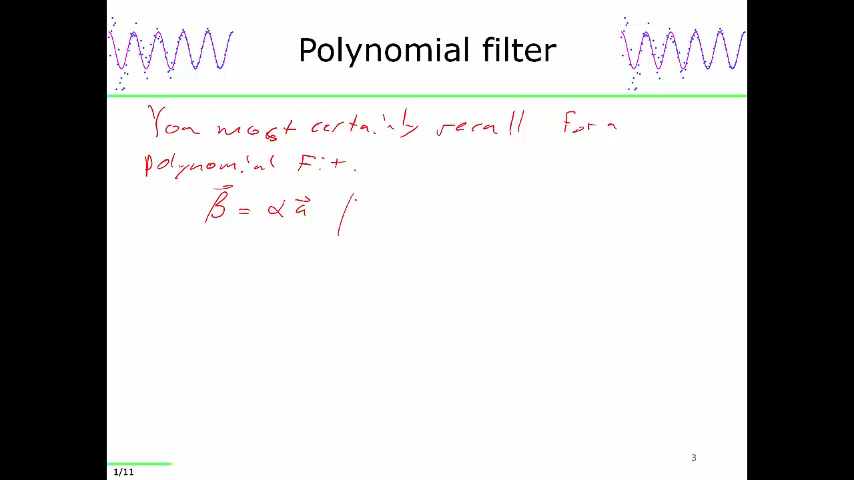 Polynomial filter
You most certainly recall for a
polynomial Fit.
β⃗ = α a⃗ (
3
1/11